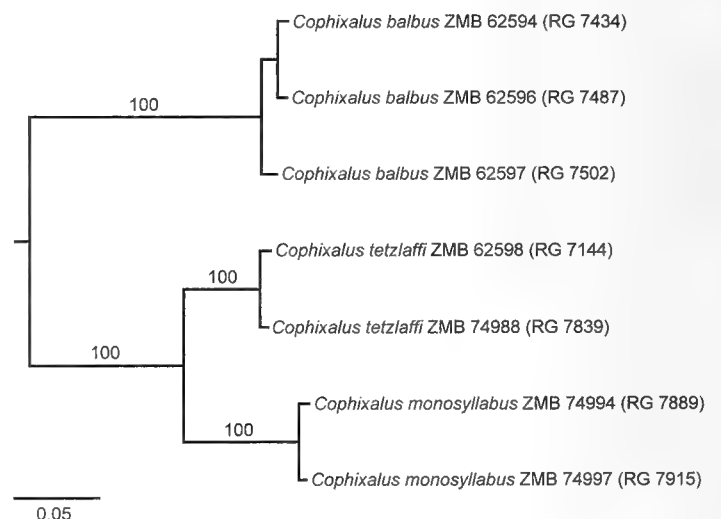 Cophixalus balbus ZMB 62594 (RG 7434)
Cophixalus balbus ZMB 62596 (RG 7487)
100
Cophixalus balbus ZMB 62597 (RG 7502)
Cophixalus tetzlaffi ZMB 62598 (RG 7144)
100
Cophixalus tetzlaffi ZMB 74988 (RG 7839)
100
Cophixalus monosyllabus ZMB 74994 (RG 7889)
100
Cophixalus monosyllabus ZMB 74997 (RG 7915)
0.05